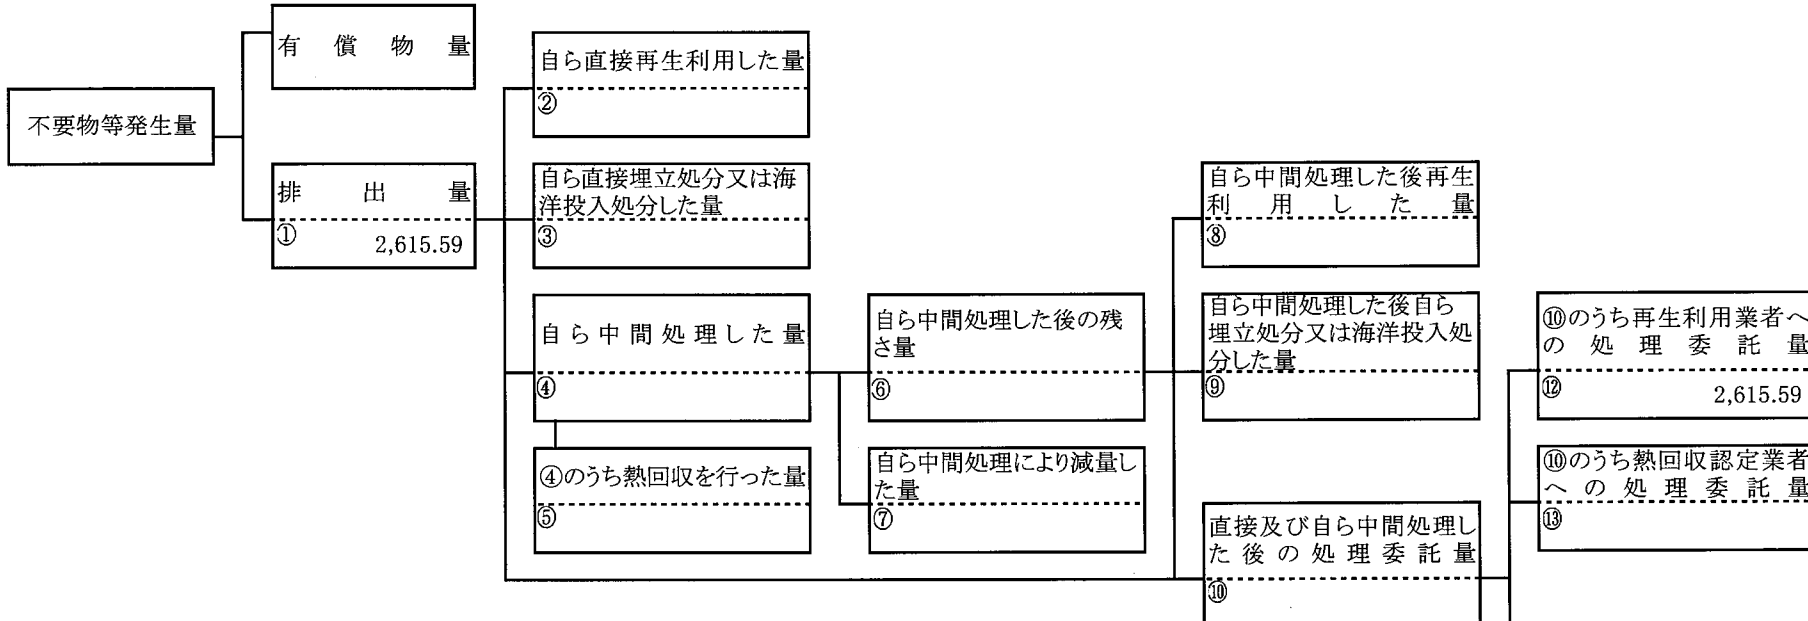 有償物量
不要物等発生量
排出量
①
2,615.59
自ら直接再生利用した量
②
自ら直接埋立処分又は海
洋投入処分した量
③
自ら中間処理した量
④
④のうち熱回収を行った量
⑤
自ら中間処理した後の残
さ量
⑥
自ら中間処理により減量し
た量
⑦
自ら中間処理した後再生
利用した量
⑧
自ら中間処理した後自ら
埋立処分又は海洋投入処
分した量
⑨
直接及び自ら中間処理し
た後の処理委託量
⑩
⑩のうち再生利用業者へ
の処理委託量
⑫
2,615.59
⑩のうち熱回収認定業者
への処理委託量
⑬